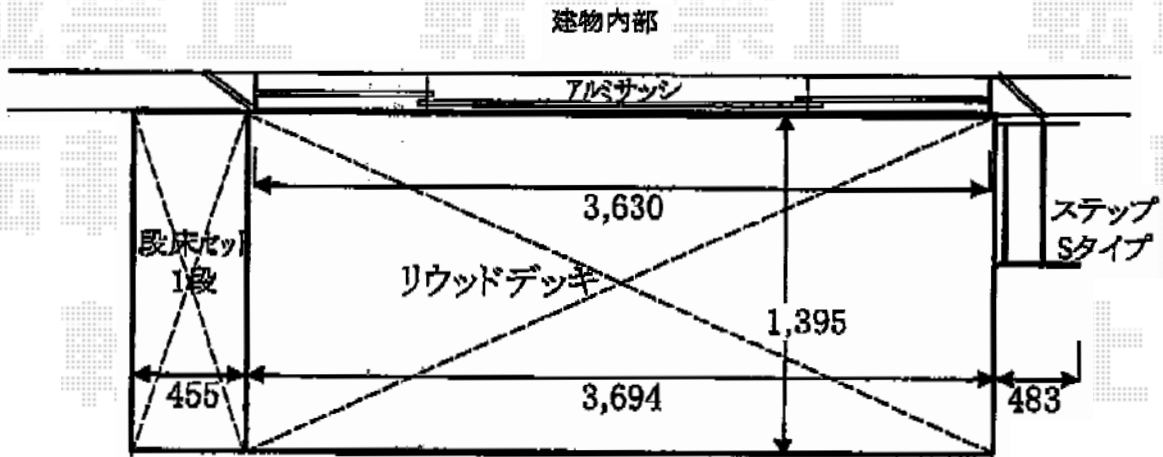 建物内部
アルミサッシ
3,630
ステップ
Sタイプ
段床セット
1段
リウッドデッキ
1,395
455
3,694
483